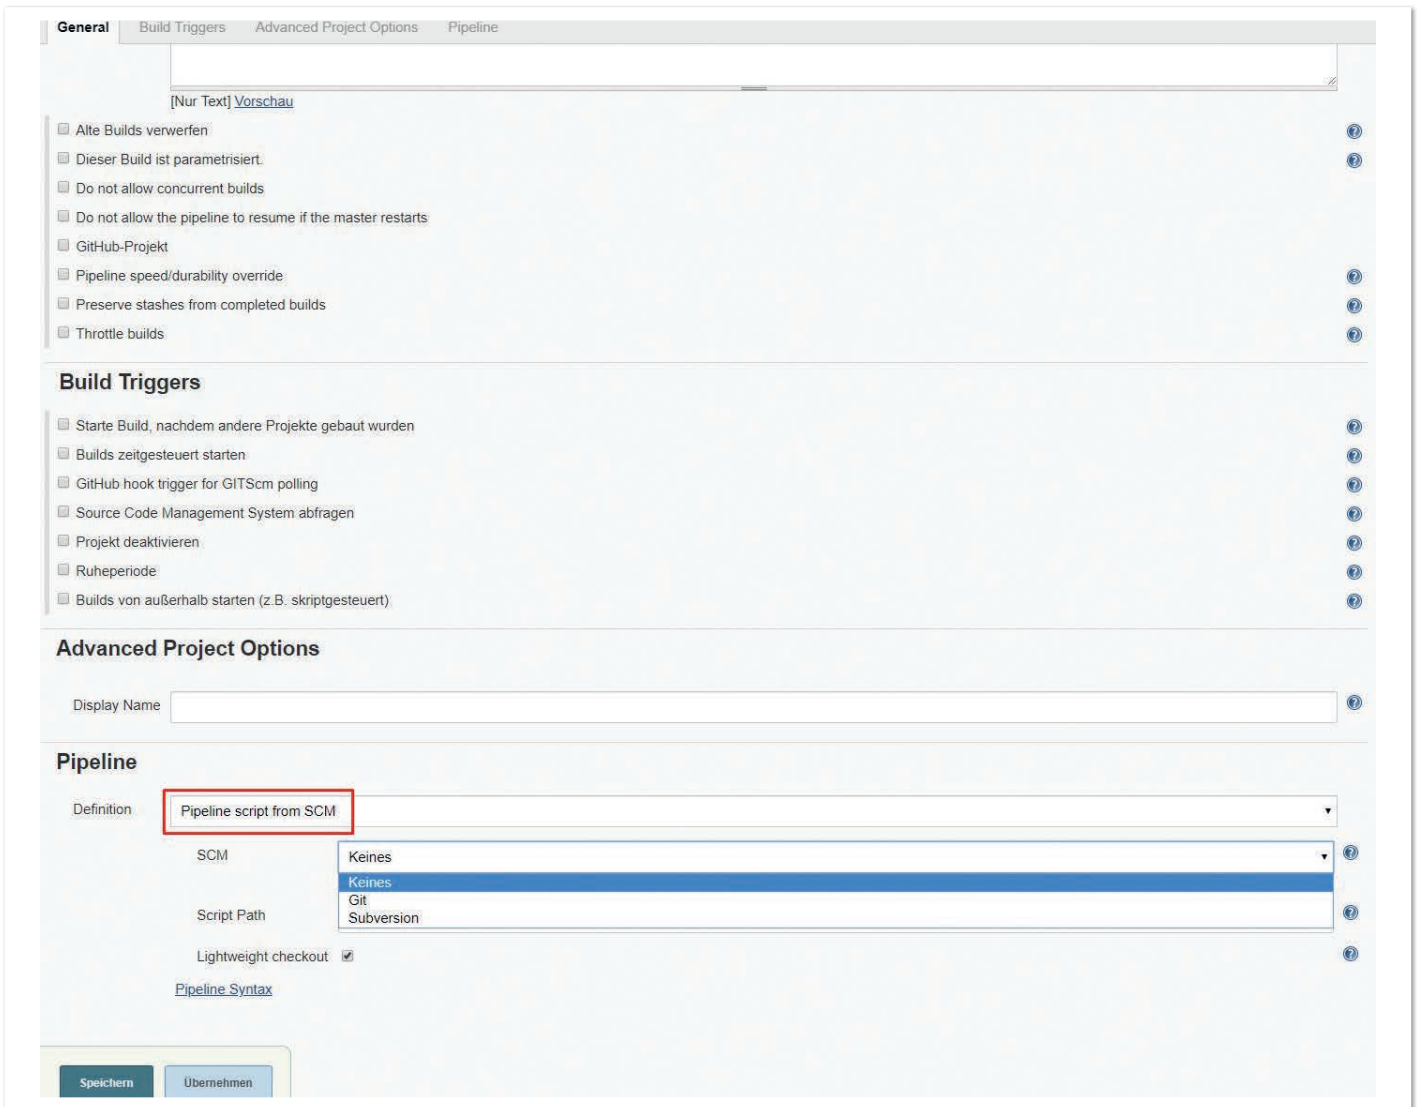 General Build Triggers Advanced Project Options Pipeline
[Nur Text] Vorschau
Alte Builds verwerfen
Dieser Build ist parametrisiert.
Do not allow concurrent builds
Do not allow the pipeline to resume if the master restarts
GitHub-Projekt
Pipeline speed/durability override
Preserve stashes from completed builds
Throttle builds
Build Triggers
Starte Build, nachdem andere Projekte gebaut wurden
Builds zeitgesteuert starten
GitHub hook trigger for GITScm polling
Source Code Management System abfragen
Projekt deaktivieren
Ruheperiode
Builds von außerhalb starten (z.B. skriptgesteuert)
Advanced Project Options
Display Name
Pipeline
Definition Pipeline script from SCM
SCM Keines
Keines
Git
Script Path Subversion
Lightweight checkout
Pipeline Syntax
Speichern Übernehmen